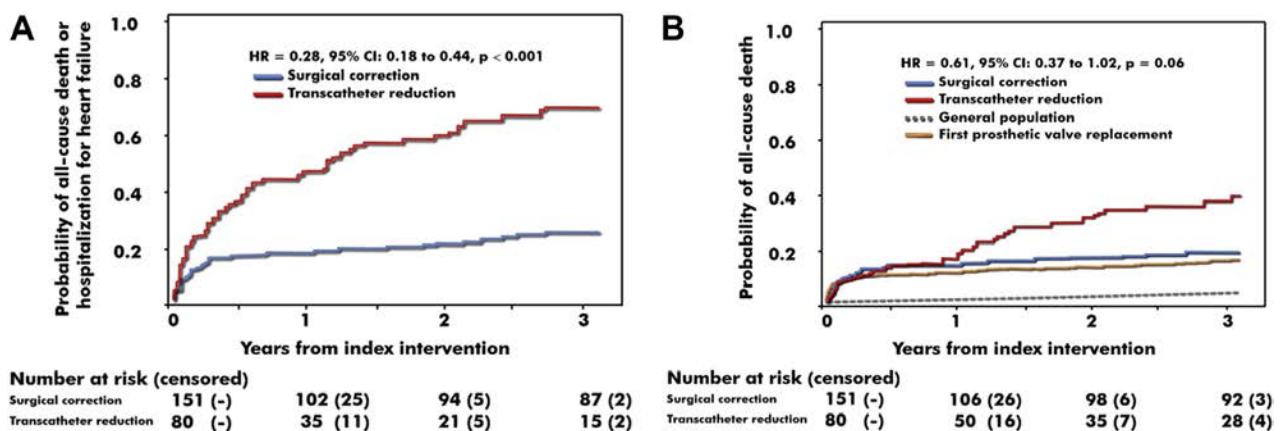 A
Probability of all-cause death or
hospitalization for heart failure
1.0
0.8
0.6
0.4
0.2
HR = 0.28, 95% CI: 0.18 to 0.44, p < 0.001
Surgical correction
Transcatheter reduction
0 1 2 3
Years from index intervention
Number at risk (censored)
Surgical correction 151 (-) 102 (25) 94 (5) 87 (2)
Transcatheter reduction 80 (-) 35 (11) 21 (5) 15 (2)
B
Probability of all-cause death
1.0
0.8
0.6
0.4
0.2
0
HR = 0.61, 95% CI: 0.37 to 1.02, p = 0.06
Surgical correction
Transcatheter reduction
General population
First prosthetic valve replacement
0 1 2 3
Years from index intervention
Number at risk (censored)
Surgical correction 151 (-) 106 (26) 98 (6) 92 (3)
Transcatheter reduction 80 (-) 50 (16) 35 (7) 28 (4)